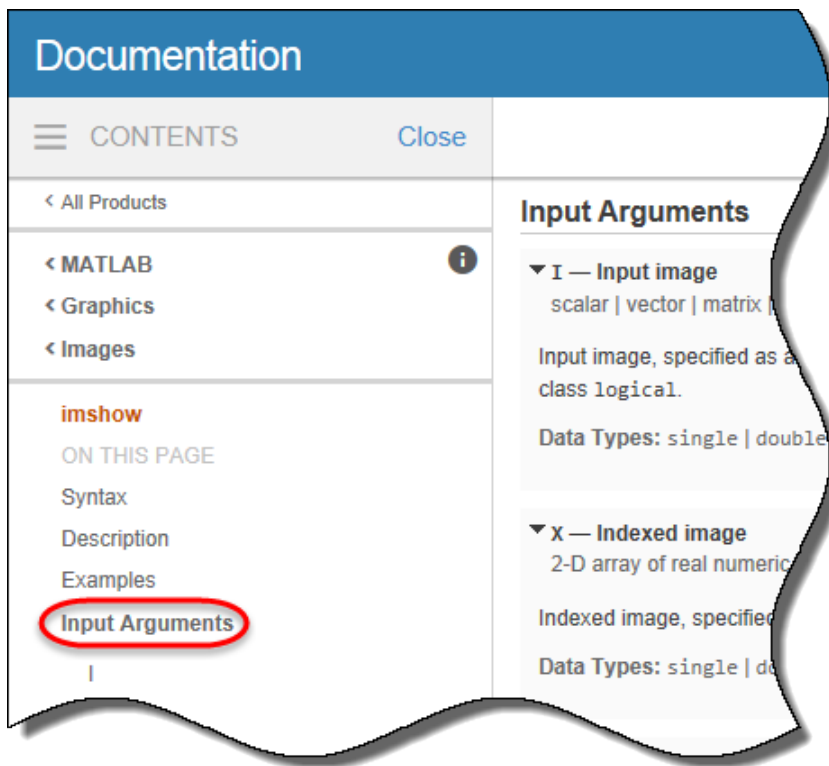 Documentation
CONTENTS
Close
< All Products
< MATLAB
< Graphics
< Images
imshow
ON THIS PAGE
Syntax
Description
Examples
Input Arguments
I
Input Arguments
I — Input image
scalar | vector | matrix |
Input image, specified as a
class logical.
Data Types: single | double
X — Indexed image
2-D array of real numeric
Indexed image, specified
Data Types: single |